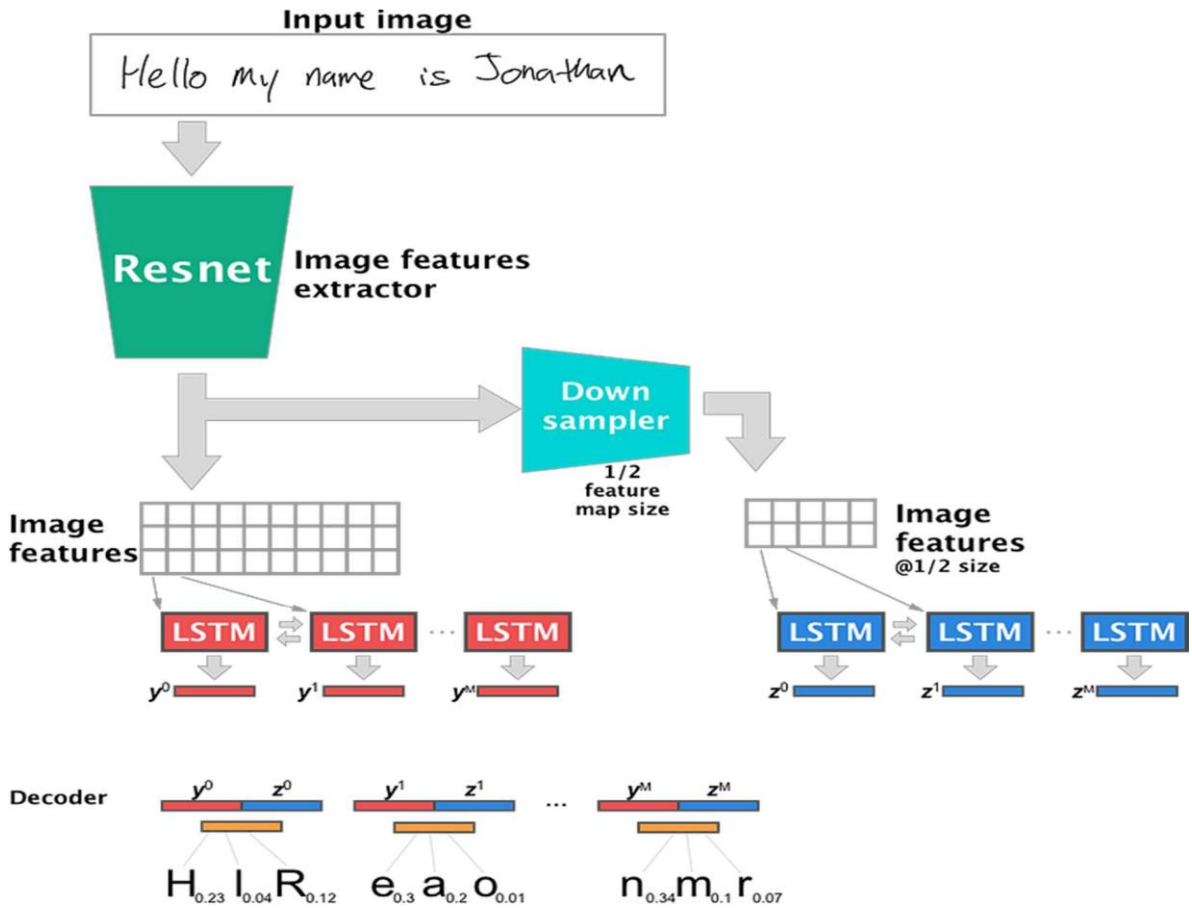 Input image
Hello my name is Jonathan
Resnet
Image features
extractor
Down
sampler
1/2
feature
map size
Image
features
Image
features
@1/2 size
LSTM LSTM ... LSTM
LSTM LSTM ... LSTM
y⁰ y¹ yᴹ
z⁰ z¹ zᴹ
Decoder
y⁰ z⁰ y¹ z¹ ... yᴹ zᴹ
H0.23 l0.04 R0.12 e0.3 a0.2 o0.01 n0.34 m0.1 r0.07